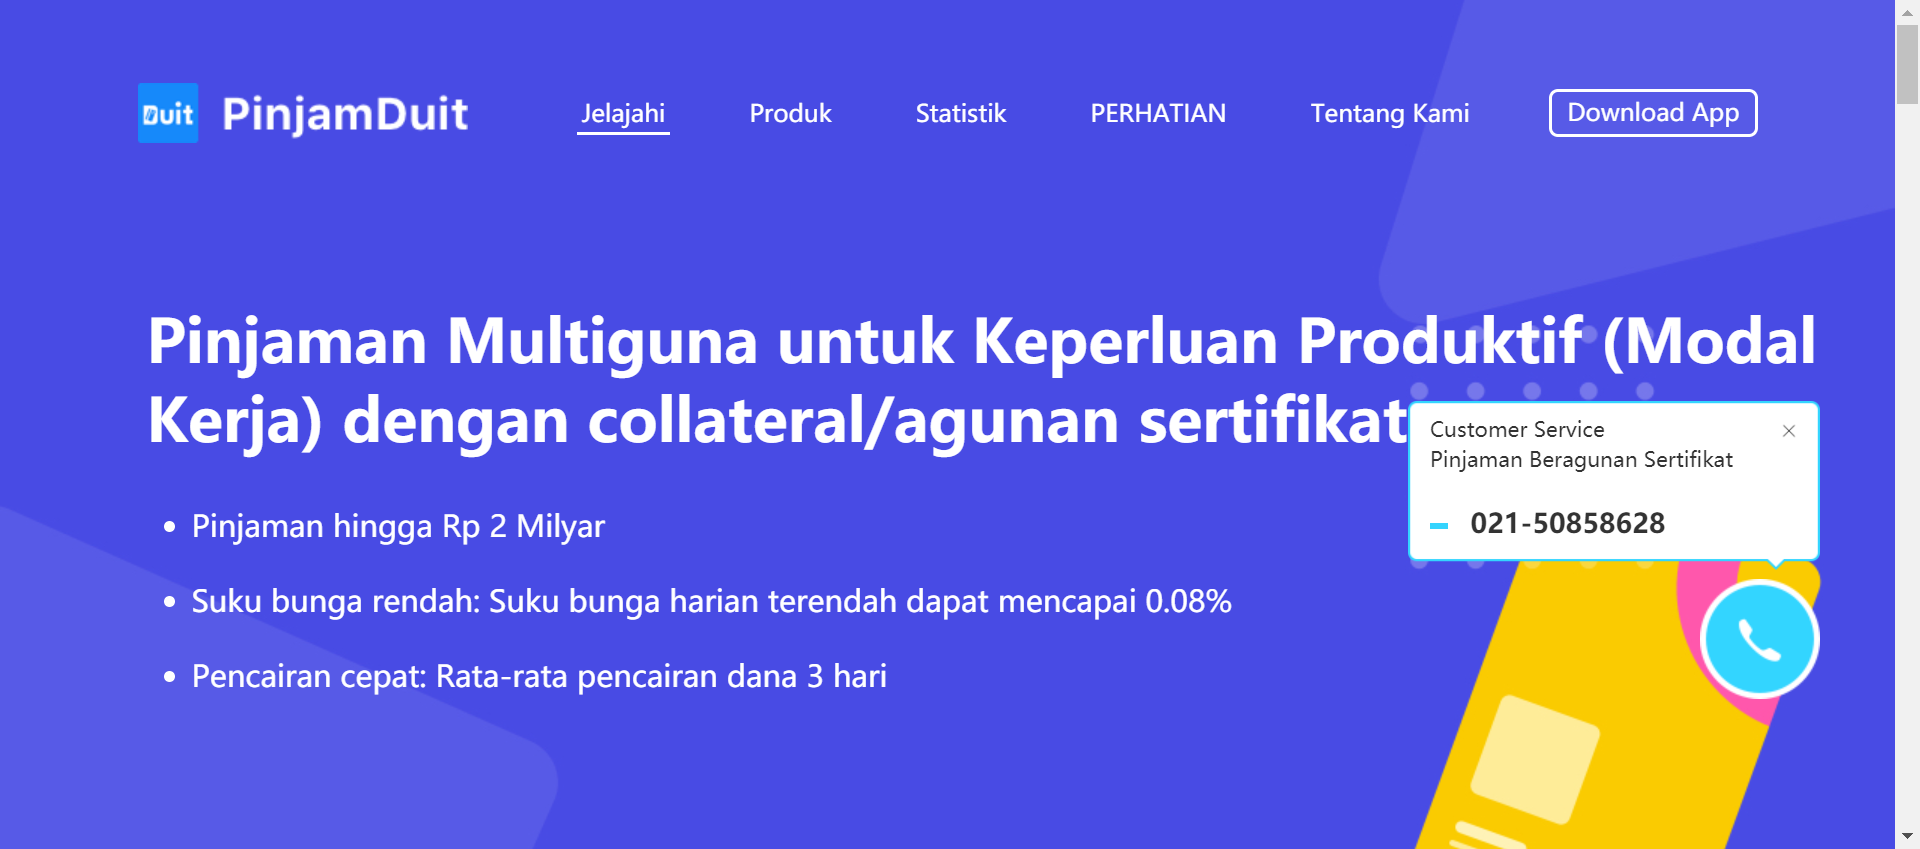 Duit PinjamDuit Jelajahi Produk Statistik PERHATIAN Tentang Kami Download App
Pinjaman Multiguna untuk Keperluan Produktif (Modal
Kerja) dengan collateral/agunan sertifikat
Customer Service
Pinjaman Beragunan Sertifikat
021-50858628
• Pinjaman hingga Rp 2 Milyar
• Suku bunga rendah: Suku bunga harian terendah dapat mencapai 0.08%
• Pencairan cepat: Rata-rata pencairan dana 3 hari